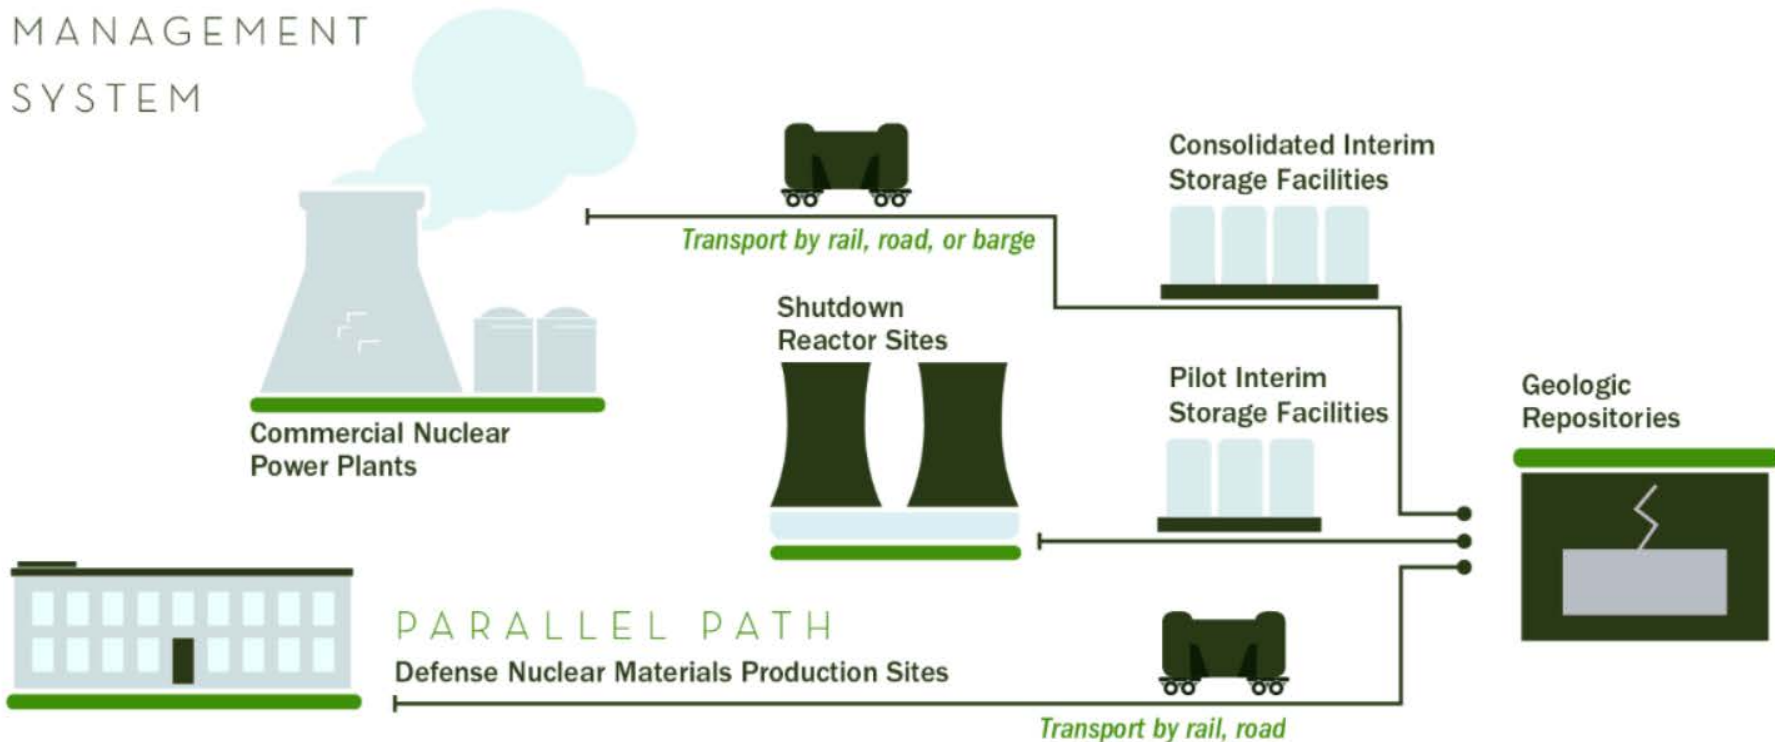 MANAGEMENT
SYSTEM
Consolidated Interim
Storage Facilities
Transport by rail, road, or barge
Shutdown
Reactor Sites
Pilot Interim
Storage Facilities
Geologic
Repositories
Commercial Nuclear
Power Plants
PARALLEL PATH
Defense Nuclear Materials Production Sites
Transport by rail, road